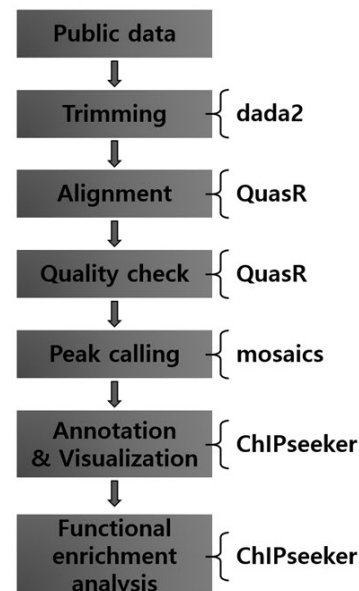 Public data
Trimming
dada2
Alignment
QuasR
Quality check
QuasR
Peak calling
mosaics
Annotation
& Visualization
ChIPseeker
Functional
enrichment
analysis
ChIPseeker